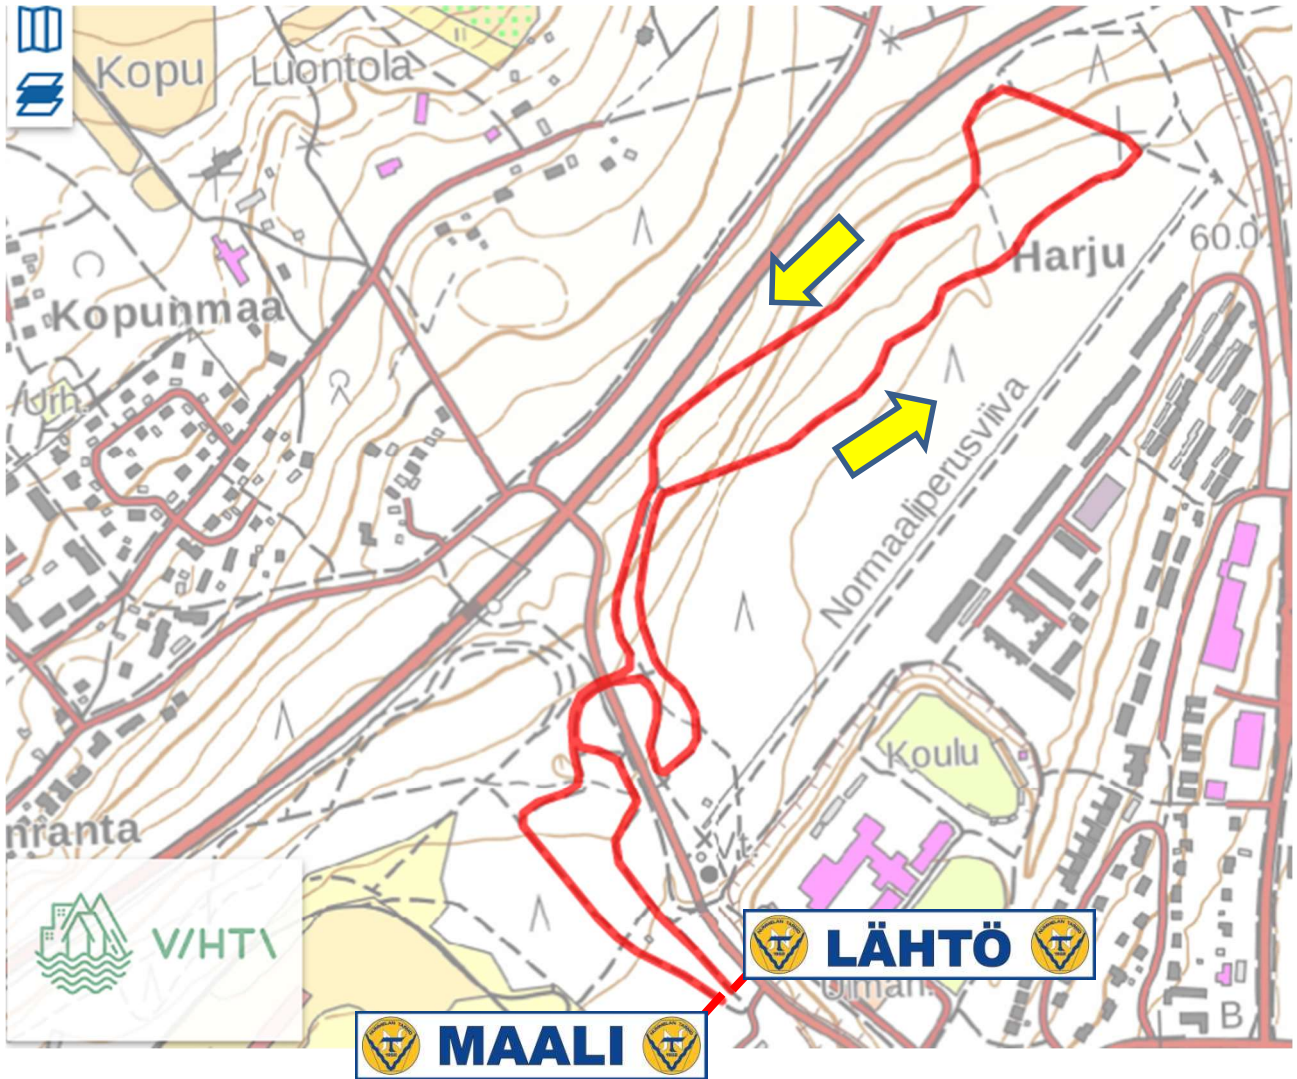 Kopu
Luontola
Harju
60.0
Kopunmaa
Urh.
Normaaliperusviiva
Koulu
nranta
VIHTI
LÄHTÖ
MAALI
B